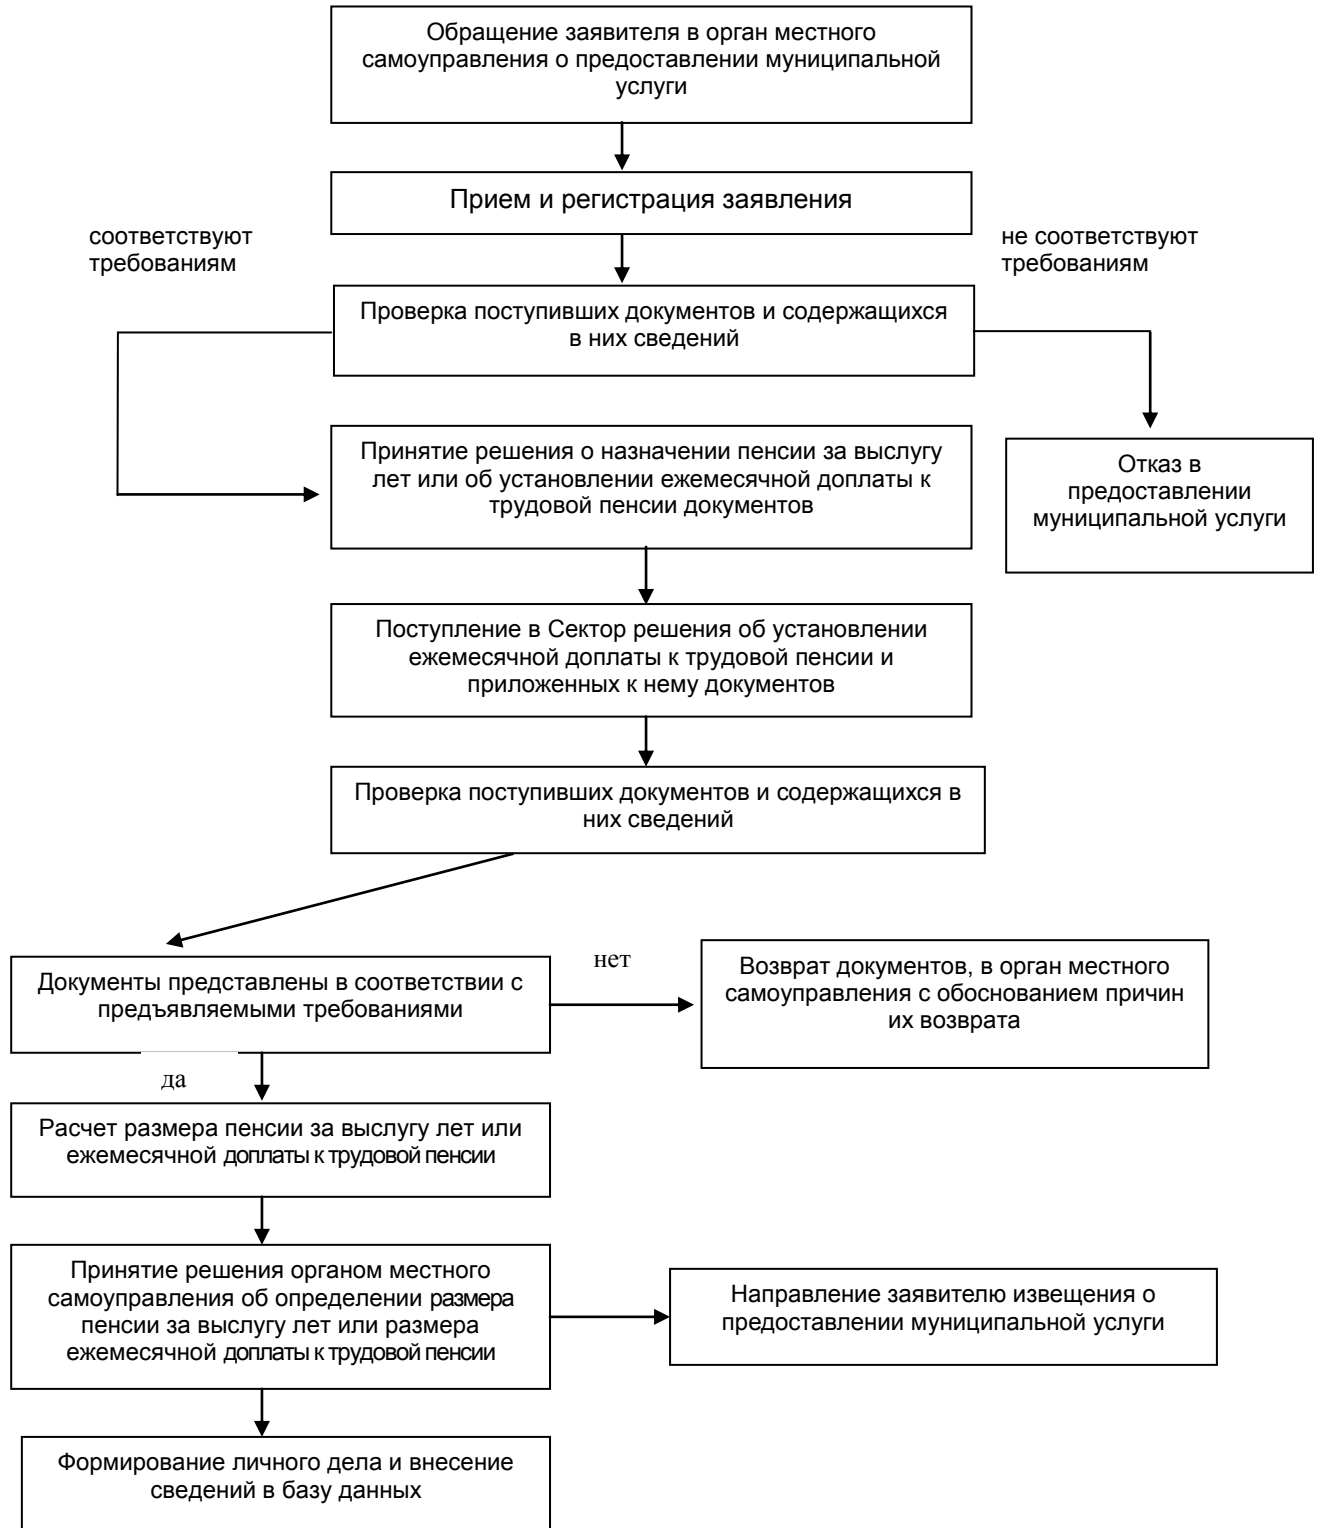 Обращение заявителя в орган местного
самоуправления о предоставлении муниципальной
услуги
Прием и регистрация заявления
соответствуют
требованиям
не соответствуют
требованиям
Проверка поступивших документов и содержащихся
в них сведений
Принятие решения о назначении пенсии за выслугу
лет или об установлении ежемесячной доплаты к
трудовой пенсии документов
Отказ в
предоставлении
муниципальной услуги
Поступление в Сектор решения об установлении
ежемесячной доплаты к трудовой пенсии и
приложенных к нему документов
Проверка поступивших документов и содержащихся в
них сведений
Документы представлены в соответствии с
предъявляемыми требованиями
нет
Возврат документов, в орган местного
самоуправления с обоснованием причин
их возврата
да
Расчет размера пенсии за выслугу лет или
ежемесячной доплаты к трудовой пенсии
Принятие решения органом местного
самоуправления об определении размера
пенсии за выслугу лет или размера
ежемесячной доплаты к трудовой пенсии
Направление заявителю извещения о
предоставлении муниципальной услуги
Формирование личного дела и внесение
сведений в базу данных